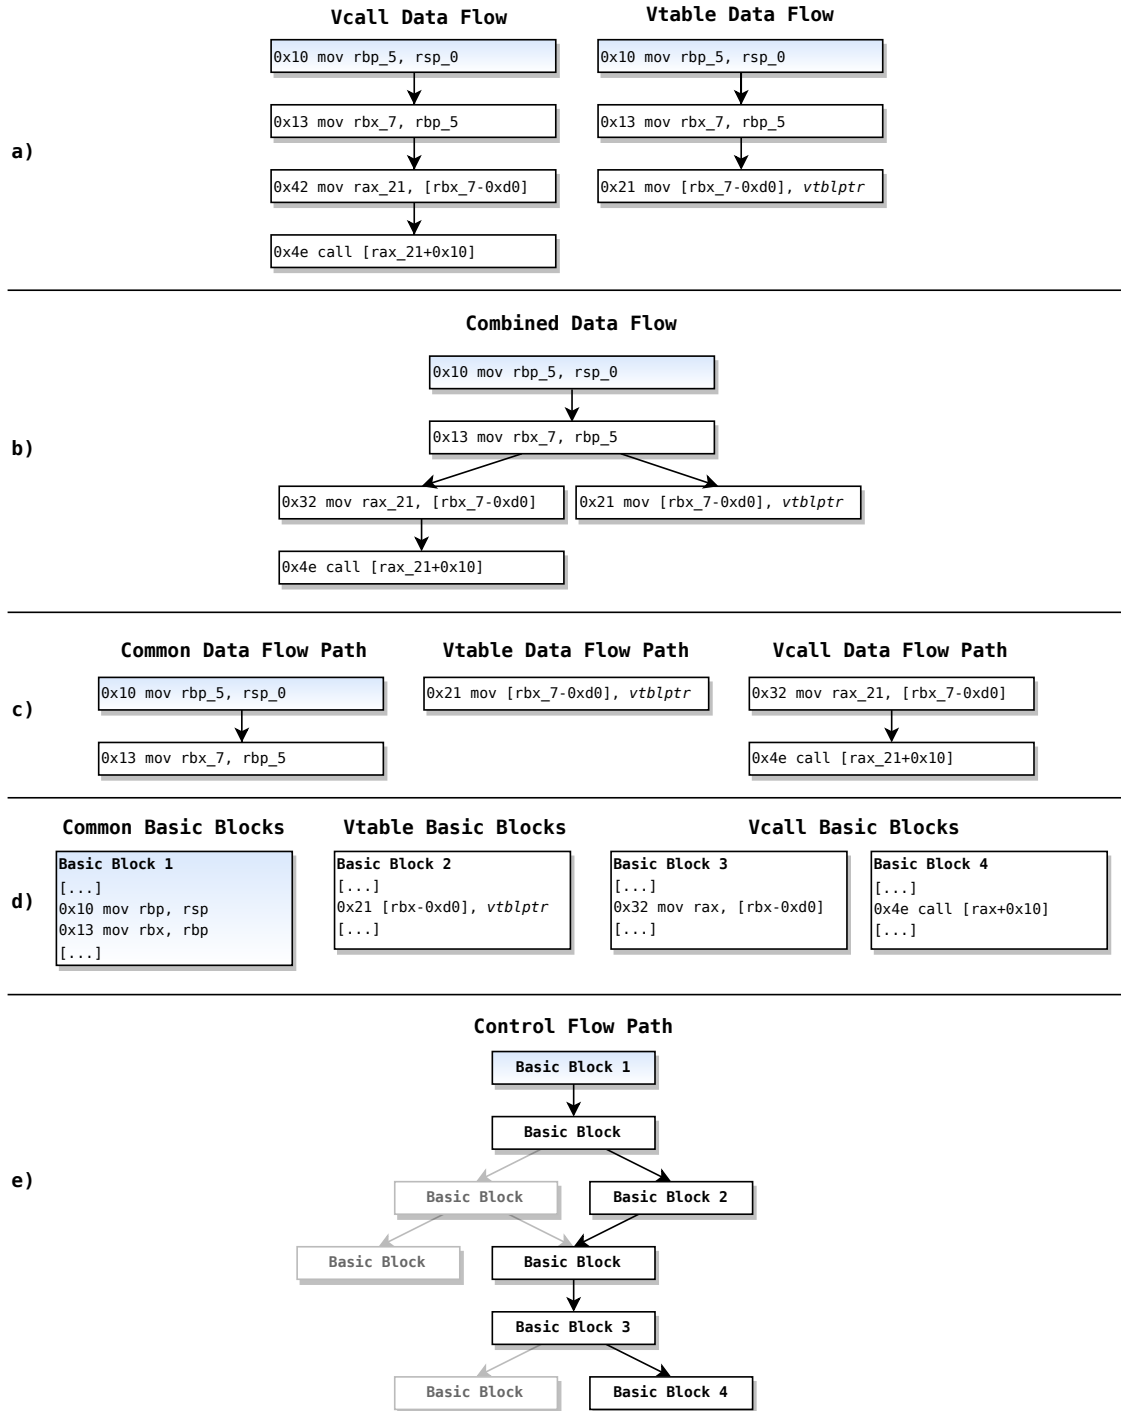 Vcall Data Flow
Vtable Data Flow
a)
0x10 mov rbp_5, rsp_0
0x13 mov rbx_7, rbp_5
0x42 mov rax_21, [rbx_7-0xd0]
0x4e call [rax_21+0x10]
0x10 mov rbp_5, rsp_0
0x13 mov rbx_7, rbp_5
0x21 mov [rbx_7-0xd0], vtblptr
Combined Data Flow
b)
0x10 mov rbp_5, rsp_0
0x13 mov rbx_7, rbp_5
0x32 mov rax_21, [rbx_7-0xd0]
0x21 mov [rbx_7-0xd0], vtblptr
0x4e call [rax_21+0x10]
c)
Common Data Flow Path
0x10 mov rbp_5, rsp_0
0x13 mov rbx_7, rbp_5
Vtable Data Flow Path
0x21 mov [rbx_7-0xd0], vtblptr
Vcall Data Flow Path
0x32 mov rax_21, [rbx_7-0xd0]
0x4e call [rax_21+0x10]
d)
Common Basic Blocks
Basic Block 1
[...]
0x10 mov rbp, rsp
0x13 mov rbx, rbp
[...]
Vtable Basic Blocks
Basic Block 2
[...]
0x21 [rbx-0xd0], vtblptr
[...]
Vcall Basic Blocks
Basic Block 3
[...]
0x32 mov rax, [rbx-0xd0]
[...]
Basic Block 4
[...]
0x4e call [rax+0x10]
[...]
Control Flow Path
e)
Basic Block 1
Basic Block
Basic Block
Basic Block 2
Basic Block
Basic Block
Basic Block 3
Basic Block
Basic Block 4